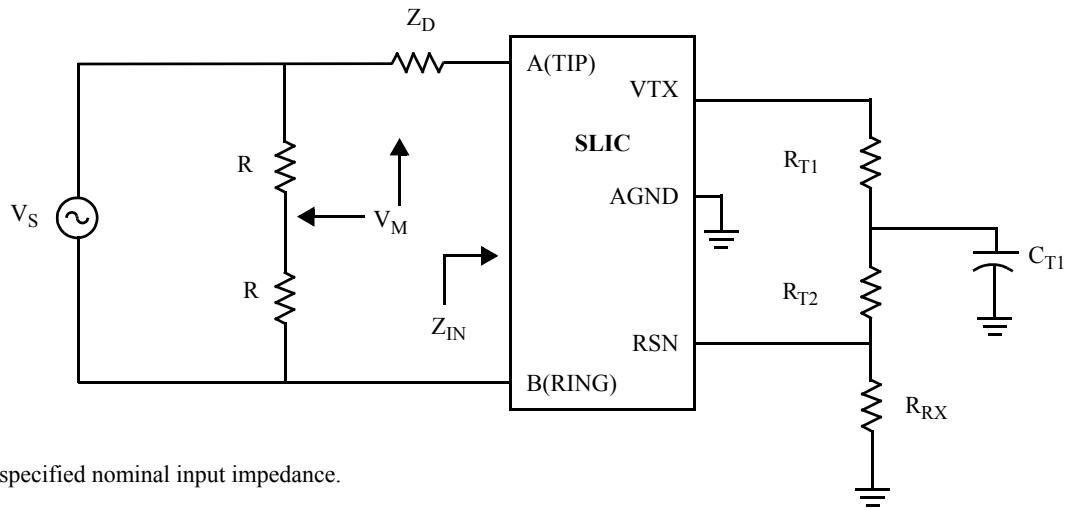 Z_D
A(TIP)
VTX
SLIC
R_T1
R
AGND
V_S
V_M
C_T1
R
R_T2
Z_IN
RSN
B(RING)
R_RX
specified nominal input impedance.